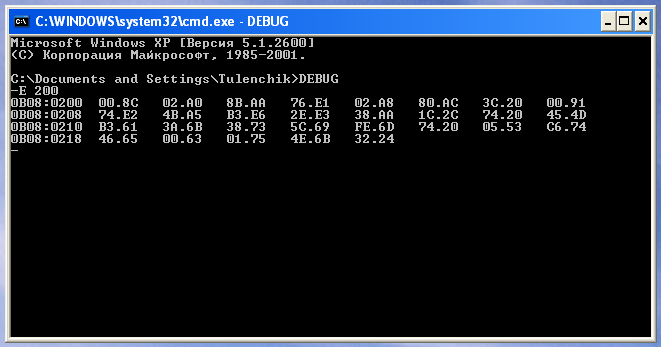 C:\WINDOWS\system32\cmd.exe - DEBUG
Microsoft Windows XP [Версия 5.1.2600]
(С) Корпорация Майкрософт, 1985-2001.
C:\Documents and Settings\Tulenchik>DEBUG
-E 200
0B08:0200 00.8C 02.A0 8B.AA 76.E1 02.A8 80.AC 3C.20 00.91
0B08:0208 74.E2 4B.A5 B3.E6 2E.E3 38.AA 1C.2C 74.20 45.4D
0B08:0210 B3.61 3A.6B 38.73 5C.69 FE.6D 74.20 05.53 C6.74
0B08:0218 46.65 00.63 01.75 4E.6B 32.24
-